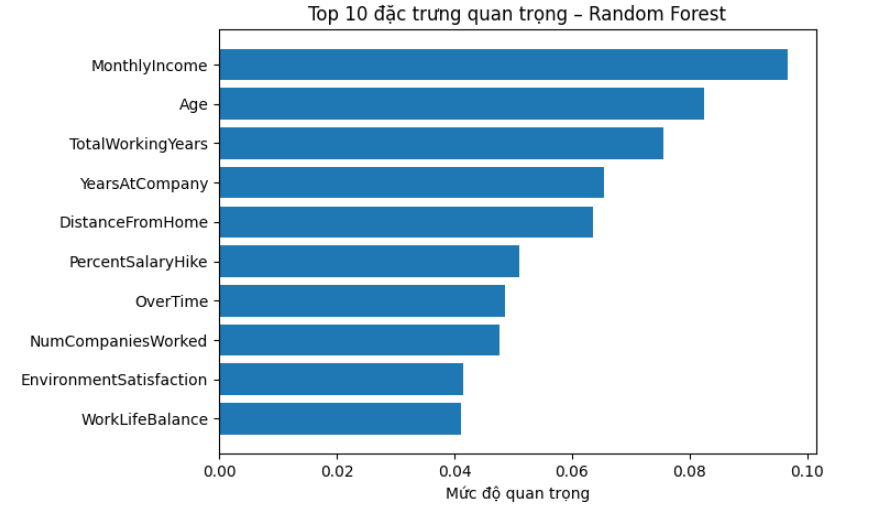 Top 10 đặc trưng quan trọng – Random Forest
MonthlyIncome
Age
TotalWorkingYears
YearsAtCompany
DistanceFromHome
PercentSalaryHike
OverTime
NumCompaniesWorked
EnvironmentSatisfaction
WorkLifeBalance
0.00 0.02 0.04 0.06 0.08 0.10
Mức độ quan trọng